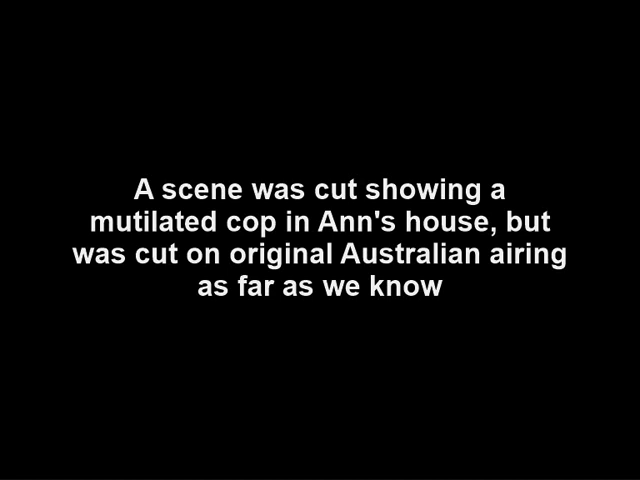 A scene was cut showing a
mutilated cop in Ann's house, but
was cut on original Australian airing
as far as we know